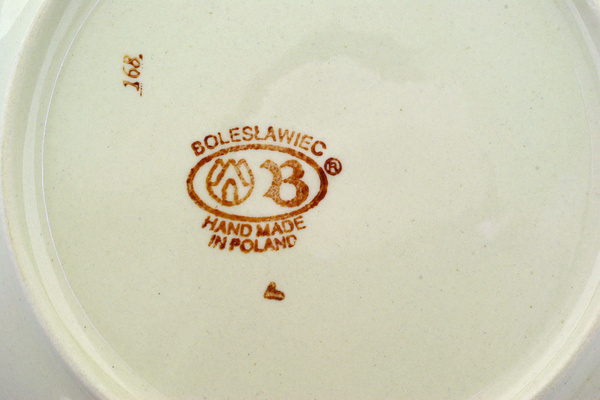 168.
BOLESŁAWIEC
B ®
HAND MADE
IN POLAND